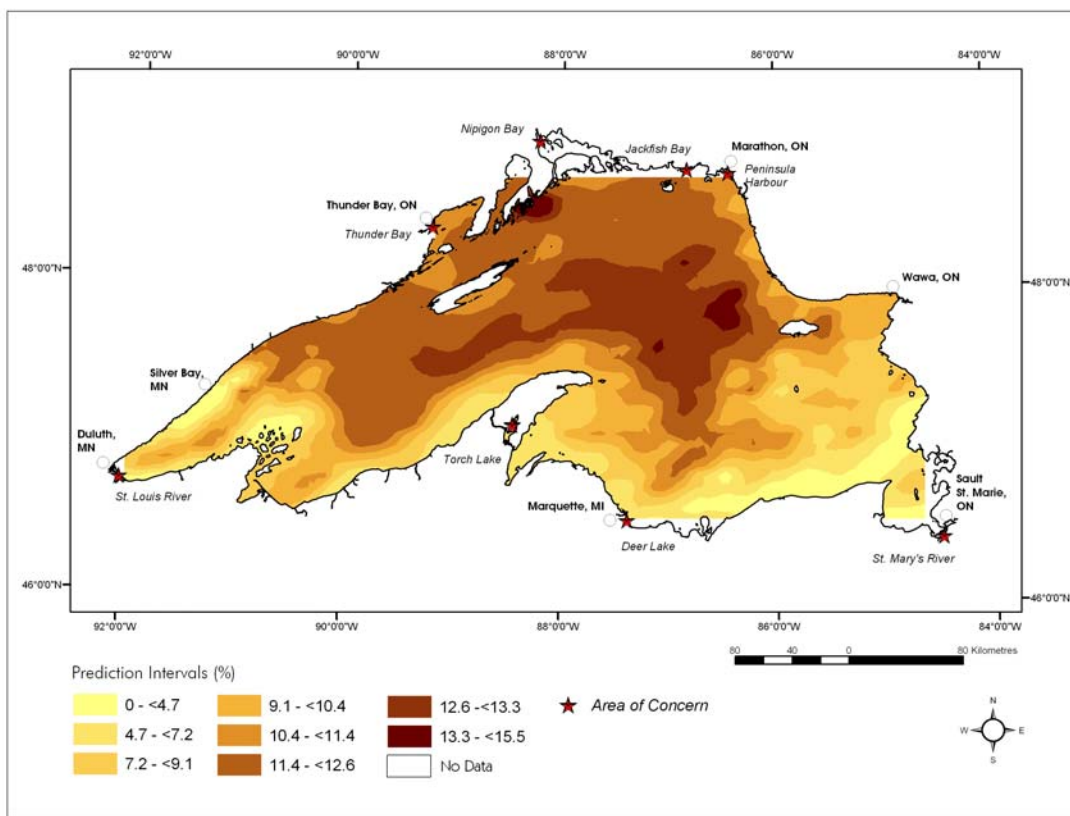 92°0'0"W 90°0'0"W 88°0'0"W 86°0'0"W 84°0'0"W
Nipigon Bay
Jackfish Bay
Marathon, ON
Peninsula
Harbour
Thunder Bay, ON
Thunder Bay
48°0'0"N
48°0'0"N
Wawa, ON
Silver Bay,
MN
Duluth,
MN
St. Louis River
Torch Lake
Marquette, MI
Deer Lake
Sault
St. Marie,
ON
St. Mary's River
46°0'0"N
46°0'0"N
92°0'0"W 90°0'0"W 88°0'0"W 86°0'0"W 84°0'0"W
80 40 0 80 Kilometres
Prediction Intervals (%)
0 - <4.7
4.7 - <7.2
7.2 - <9.1
9.1 - <10.4
10.4 - <11.4
11.4 - <12.6
12.6 -<13.3
13.3 - <15.5
No Data
Area of Concern
N
W E
S